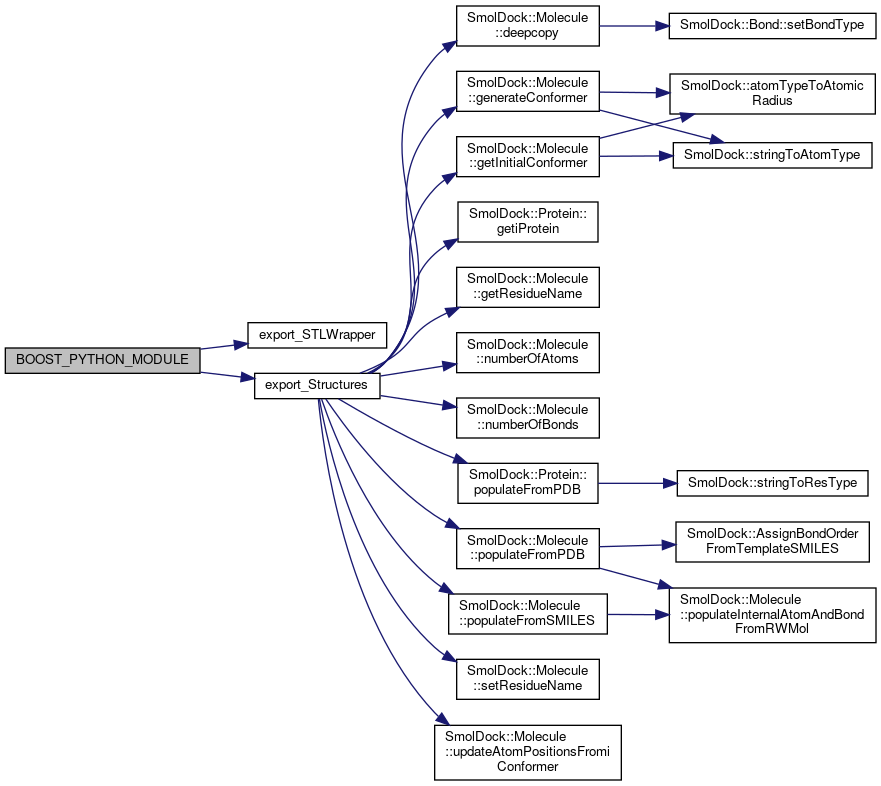 BOOST_PYTHON_MODULE
export_STLWrapper
export_Structures
SmolDock::Molecule
::deepcopy
SmolDock::Molecule
::generateConformer
SmolDock::Molecule
::getInitialConformer
SmolDock::Protein::
getiProtein
SmolDock::Molecule
::getResidueName
SmolDock::Molecule
::numberOfAtoms
SmolDock::Molecule
::numberOfBonds
SmolDock::Protein::
populateFromPDB
SmolDock::Molecule
::populateFromPDB
SmolDock::Molecule
::populateFromSMILES
SmolDock::Molecule
::setResidueName
SmolDock::Molecule
::updateAtomPositionsFromi
Conformer
SmolDock::Bond::setBondType
SmolDock::atomTypeToAtomic
Radius
SmolDock::stringToAtomType
SmolDock::stringToResType
SmolDock::AssignBondOrder
FromTemplateSMILES
SmolDock::Molecule
::populateInternalAtomAndBond
FromRWMol